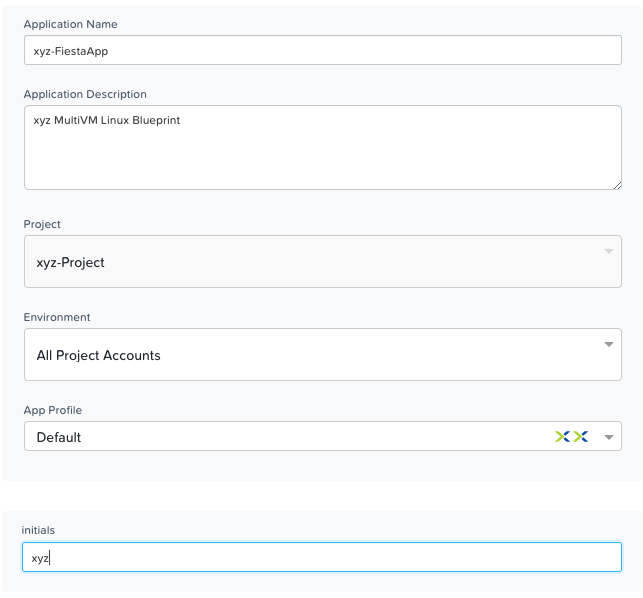 Application Name
xyz-FiestaApp
Application Description
xyz MultiVM Linux Blueprint
Project
xyz-Project
Environment
All Project Accounts
App Profile
Default
initials
xyz